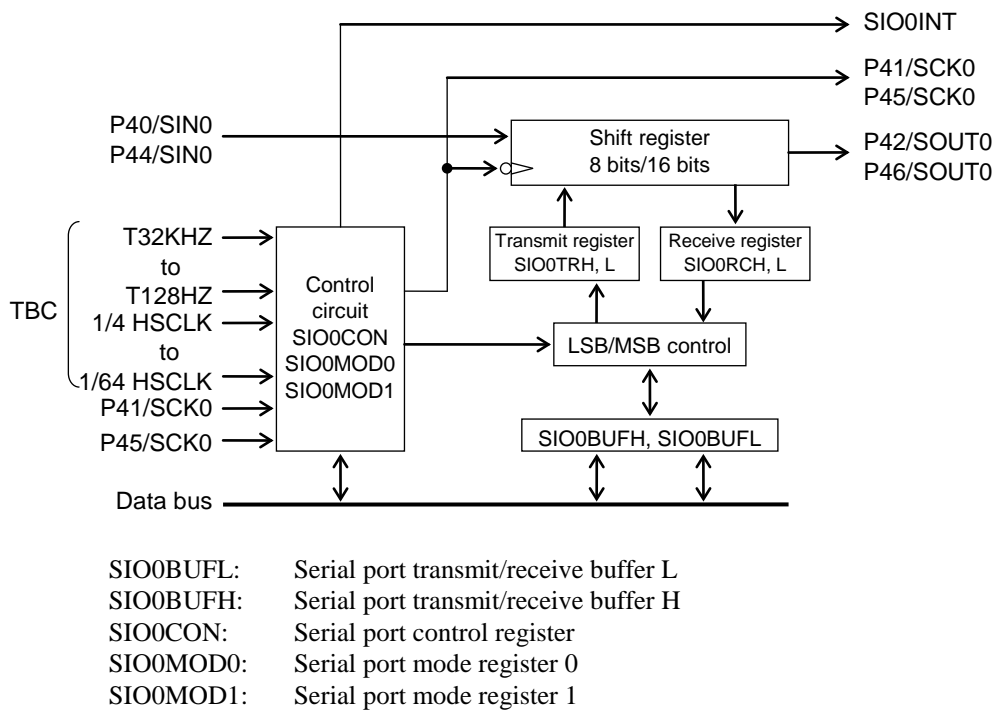 SIO0INT
P41/SCK0
P45/SCK0
P40/SIN0
P44/SIN0
Shift register
8 bits/16 bits
P42/SOUT0
P46/SOUT0
TBC
T32KHZ
to
T128HZ
1/4 HSCLK
to
1/64 HSCLK
P41/SCK0
P45/SCK0
Control
circuit
SIO0CON
SIO0MOD0
SIO0MOD1
Transmit register
SIO0TRH, L
Receive register
SIO0RCH, L
LSB/MSB control
SIO0BUFH, SIO0BUFL
Data bus
SIO0BUFL: Serial port transmit/receive buffer L
SIO0BUFH: Serial port transmit/receive buffer H
SIO0CON: Serial port control register
SIO0MOD0: Serial port mode register 0
SIO0MOD1: Serial port mode register 1